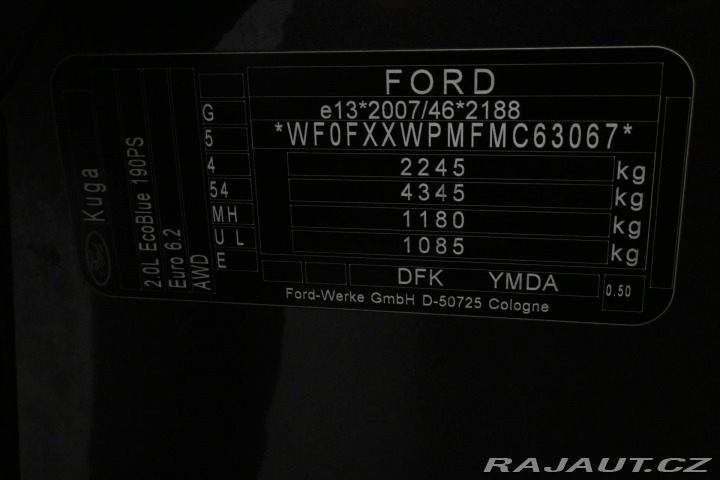 FORD
e13*2007/46*2188
*WF0FXXWPMFMC63067*
2245 kg
4345 kg
1180 kg
1085 kg
DFK YMDA 0.50
Ford-Werke GmbH D-50725 Cologne
G
5
4
54
MH
U L
E
Ford
Kuga
2.0L EcoBlue 190PS
Euro 6.2
AWD
RAJAUT.CZ